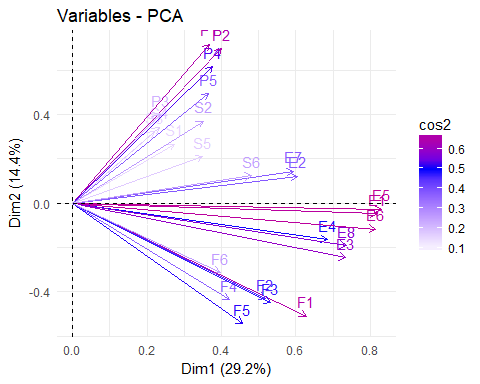 Variables - PCA
P2
P4
P5
S2
S1
S5
S6
E7
E2
E5
E6
E4
E8
E3
F6
F4
F2
F3
F5
F1
0.4
0.0
-0.4
Dim2 (14.4%)
0.0
0.2
0.4
0.6
0.8
Dim1 (29.2%)
cos2
0.6
0.5
0.4
0.3
0.2
0.1